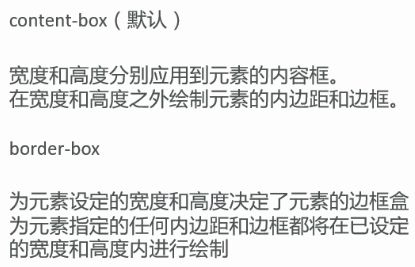 content-box（默认）
宽度和高度分别应用到元素的内容框。
在宽度和高度之外绘制元素的内边距和边框。
border-box
为元素设定的宽度和高度决定了元素的边框盒
为元素指定的任何内边距和边框都将在已设定
的宽度和高度内进行绘制